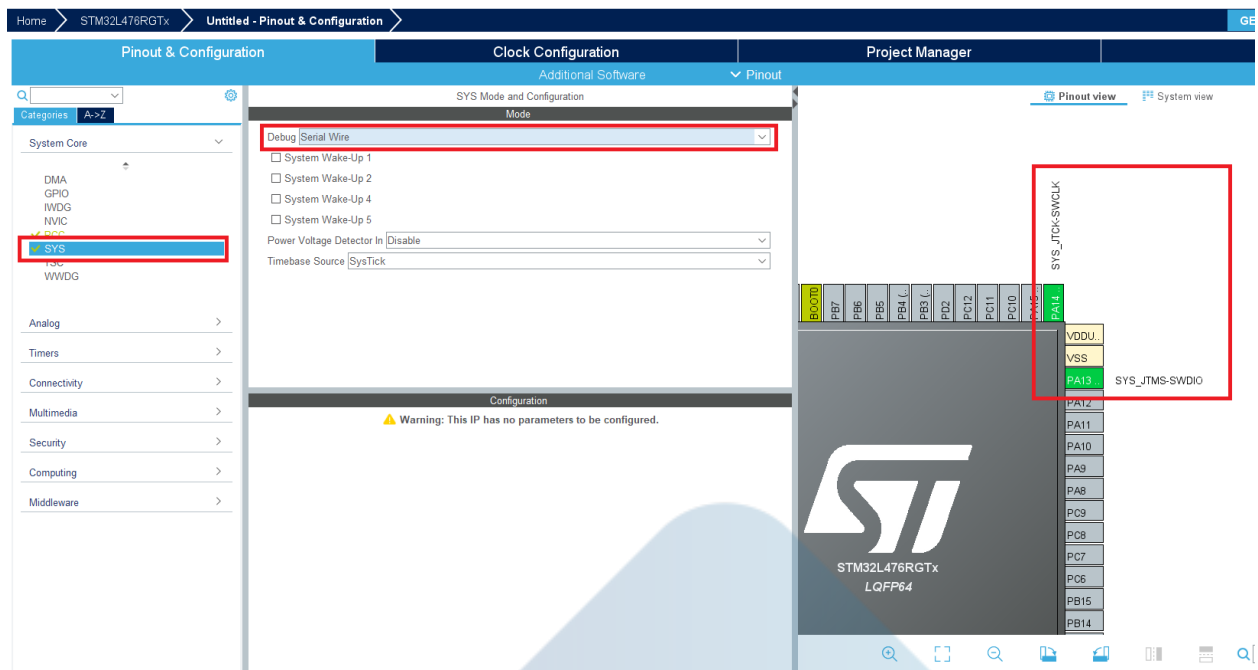 Home
STM32L476RGTx
Untitled - Pinout & Configuration
GE
Pinout & Configuration
Clock Configuration
Project Manager
Additional Software
Pinout
Categories
A->Z
System Core
DMA
GPIO
IWDG
NVIC
RCC
SYS
TSC
WWDG
Analog
Timers
Connectivity
Multimedia
Security
Computing
Middleware
SYS Mode and Configuration
Mode
Debug Serial Wire
System Wake-Up 1
System Wake-Up 2
System Wake-Up 4
System Wake-Up 5
Power Voltage Detector In Disable
Timebase Source SysTick
Configuration
Warning: This IP has no parameters to be configured.
Pinout view
System view
SYS_JTCK-SWCLK
BOOT0
PB7
PB6
PB5
PB4 (..
PB3 (..
PD2
PC12
PC11
PC10
PA15..
PA14..
VDDU..
VSS
PA13.. SYS_JTMS-SWDIO
PA12
PA11
PA10
PA9
PA8
PC9
PC8
PC7
PC6
PB15
PB14
ST
STM32L476RGTx
LQFP64